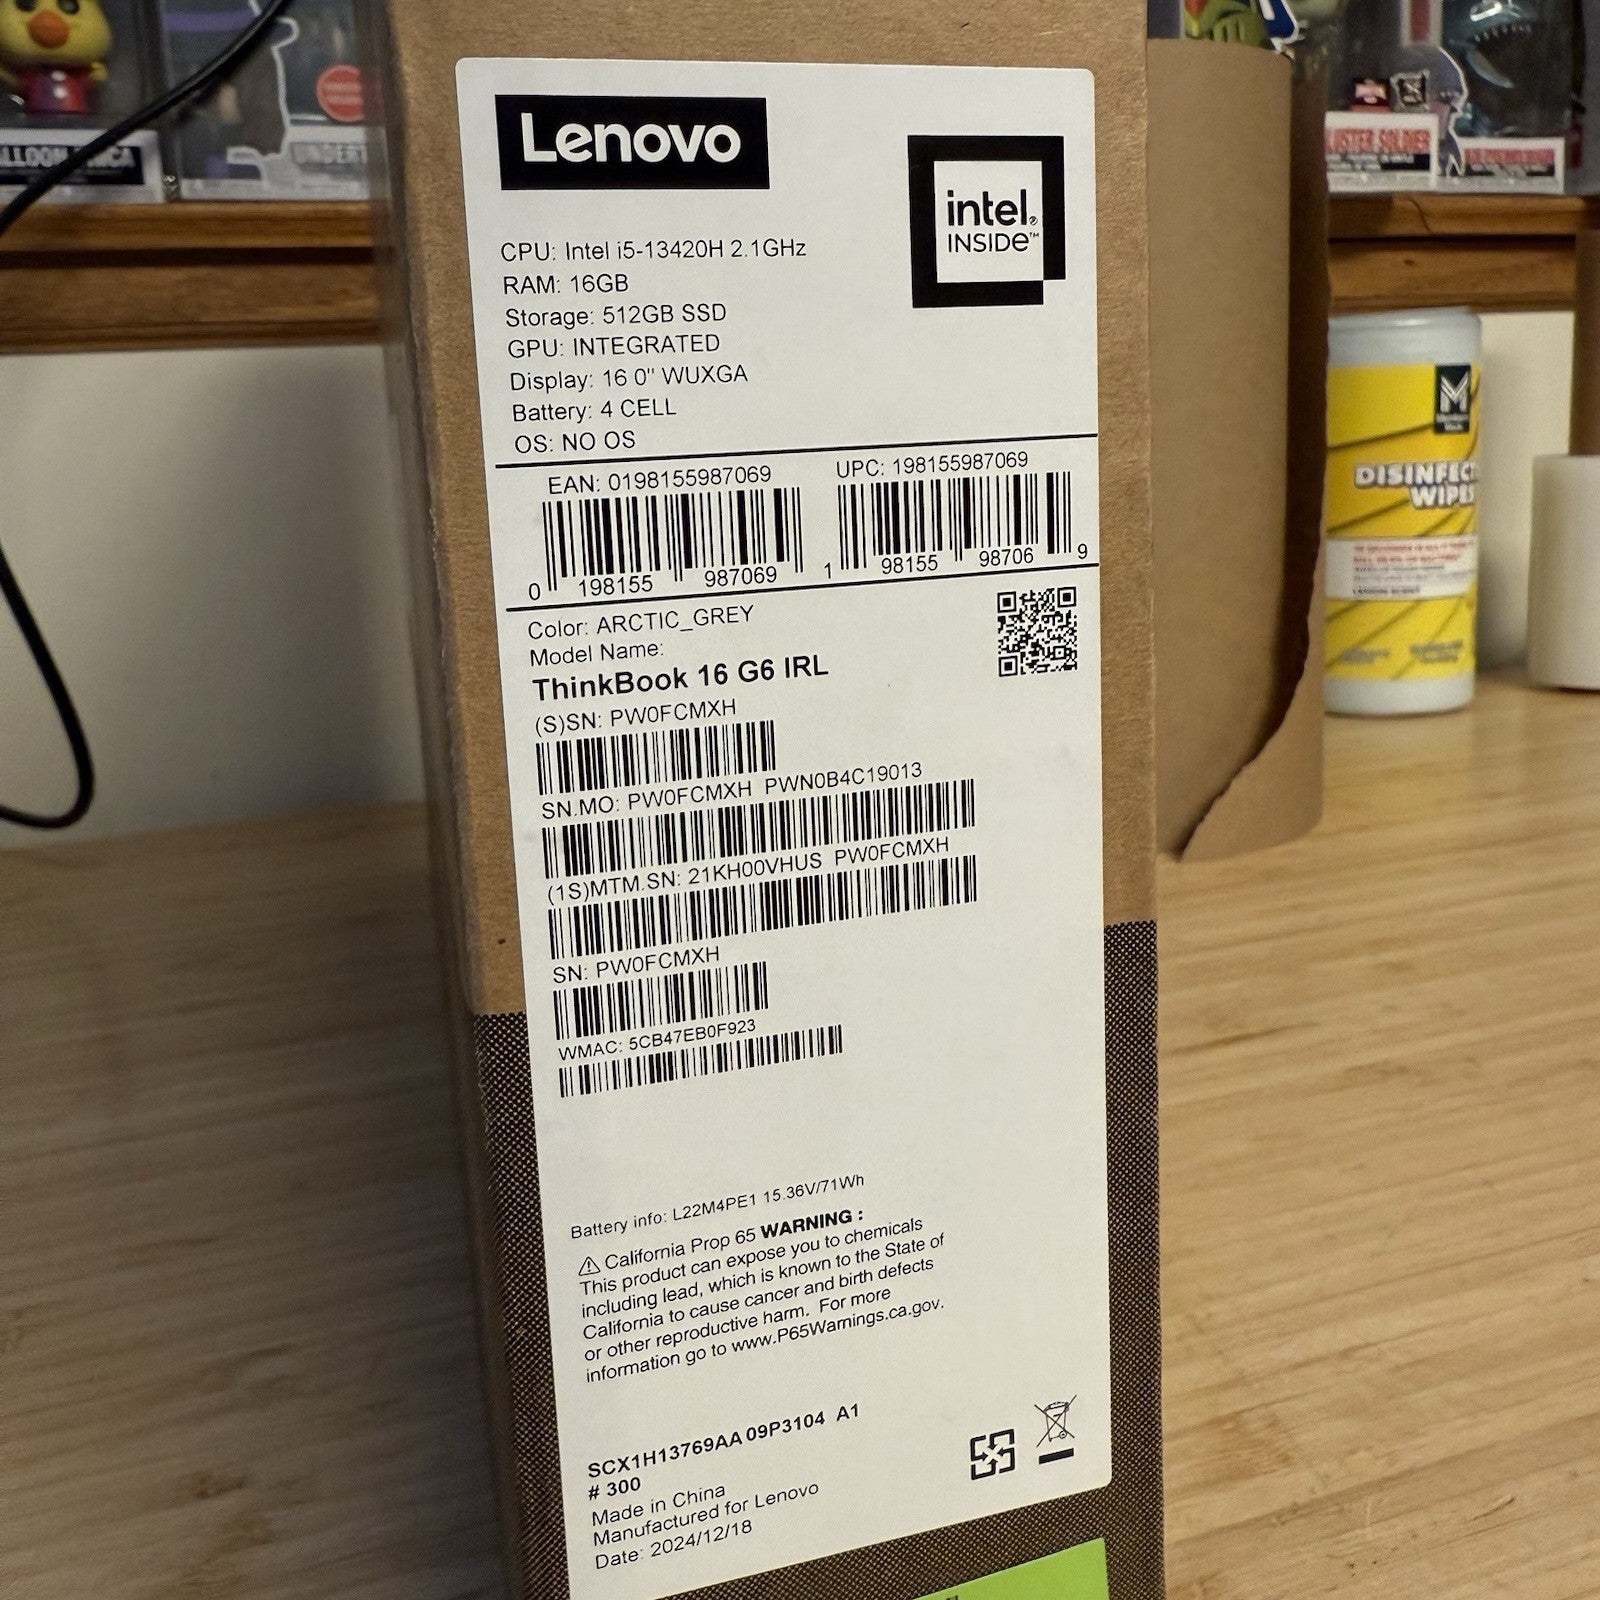 Lenovo
intel.
INSIDE™
CPU: Intel i5-13420H 2.1GHz
RAM: 16GB
Storage: 512GB SSD
GPU: INTEGRATED
Display: 16 0" WUXGA
Battery: 4 CELL
OS: NO OS
EAN: 0198155987069
UPC: 198155987069
0 198155 987069
1 98155 98706 9
Color: ARCTIC_GREY
Model Name:
ThinkBook 16 G6 IRL
(S)SN: PW0FCMXH
SN.MO: PW0FCMXH PWN0B4C19013
(1S)MTM.SN: 21KH00VHUS PW0FCMXH
SN: PW0FCMXH
WMAC: 5CB47EB0F923
Battery info: L22M4PE1 15.36V/71Wh
⚠ California Prop 65 WARNING :
This product can expose you to chemicals
including lead, which is known to the State of
California to cause cancer and birth defects
or other reproductive harm. For more
information go to www.P65Warnings.ca.gov.
SCX1H13769AA 09P3104 A1
# 300
Made in China
Manufactured for Lenovo
Date: 2024/12/18
M
WIPES
SOLDIER